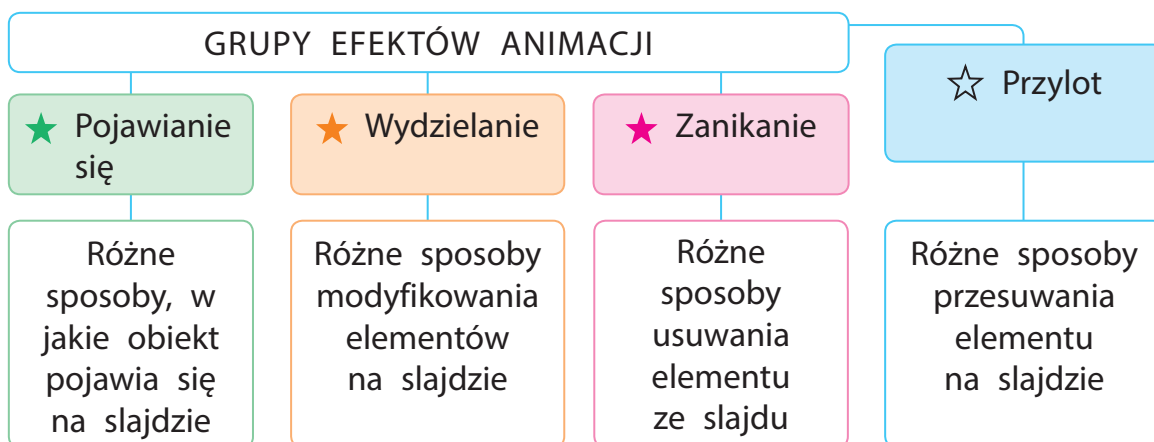 GRUPY EFEKTÓW ANIMACJI
Przylot
Pojawianie
się
Wydzielanie
Zanikanie
Różne
sposoby, w
jakie obiekt
pojawia się
na slajdzie
Różne sposoby
modyfikowania
elementów
na slajdzie
Różne
sposoby
usuwania
elementu
ze slajdu
Różne sposoby
przesuwania
elementu
na slajdzie